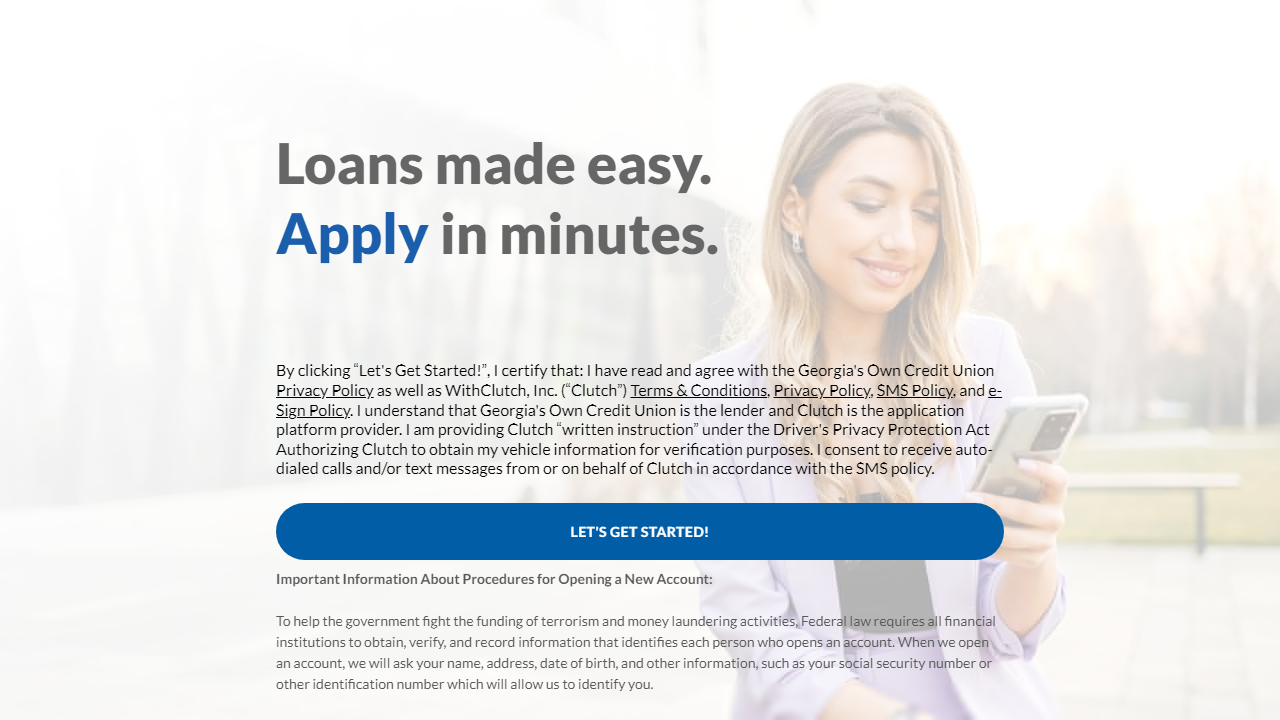 Loans made easy.
Apply in minutes.
By clicking “Let's Get Started!”, I certify that: I have read and agree with the Georgia's Own Credit Union
Privacy Policy as well as WithClutch, Inc. (“Clutch”) Terms & Conditions, Privacy Policy, SMS Policy, and e-
Sign Policy. I understand that Georgia's Own Credit Union is the lender and Clutch is the application
platform provider. I am providing Clutch “written instruction” under the Driver's Privacy Protection Act
Authorizing Clutch to obtain my vehicle information for verification purposes. I consent to receive auto-
dialed calls and/or text messages from or on behalf of Clutch in accordance with the SMS policy.
LET'S GET STARTED!
Important Information About Procedures for Opening a New Account:
To help the government fight the funding of terrorism and money laundering activities, Federal law requires all financial
institutions to obtain, verify, and record information that identifies each person who opens an account. When we open
an account, we will ask your name, address, date of birth, and other information, such as your social security number or
other identification number which will allow us to identify you.